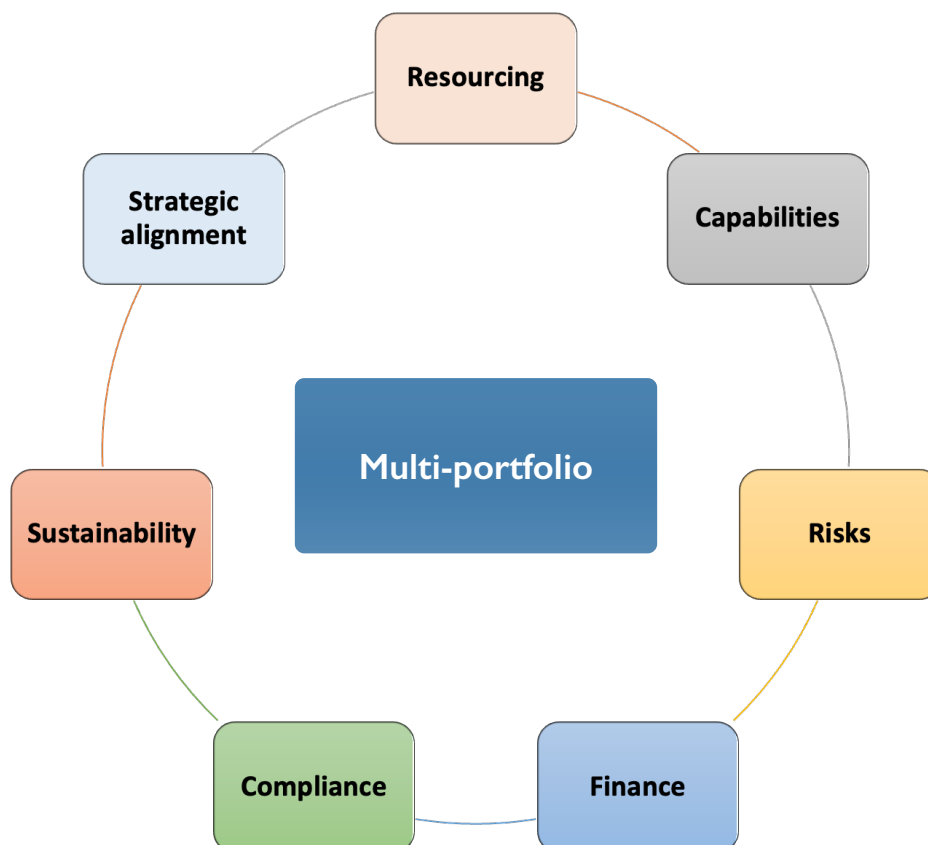 Resourcing
Strategic
alignment
Capabilities
Multi-portfolio
Sustainability
Risks
Compliance
Finance